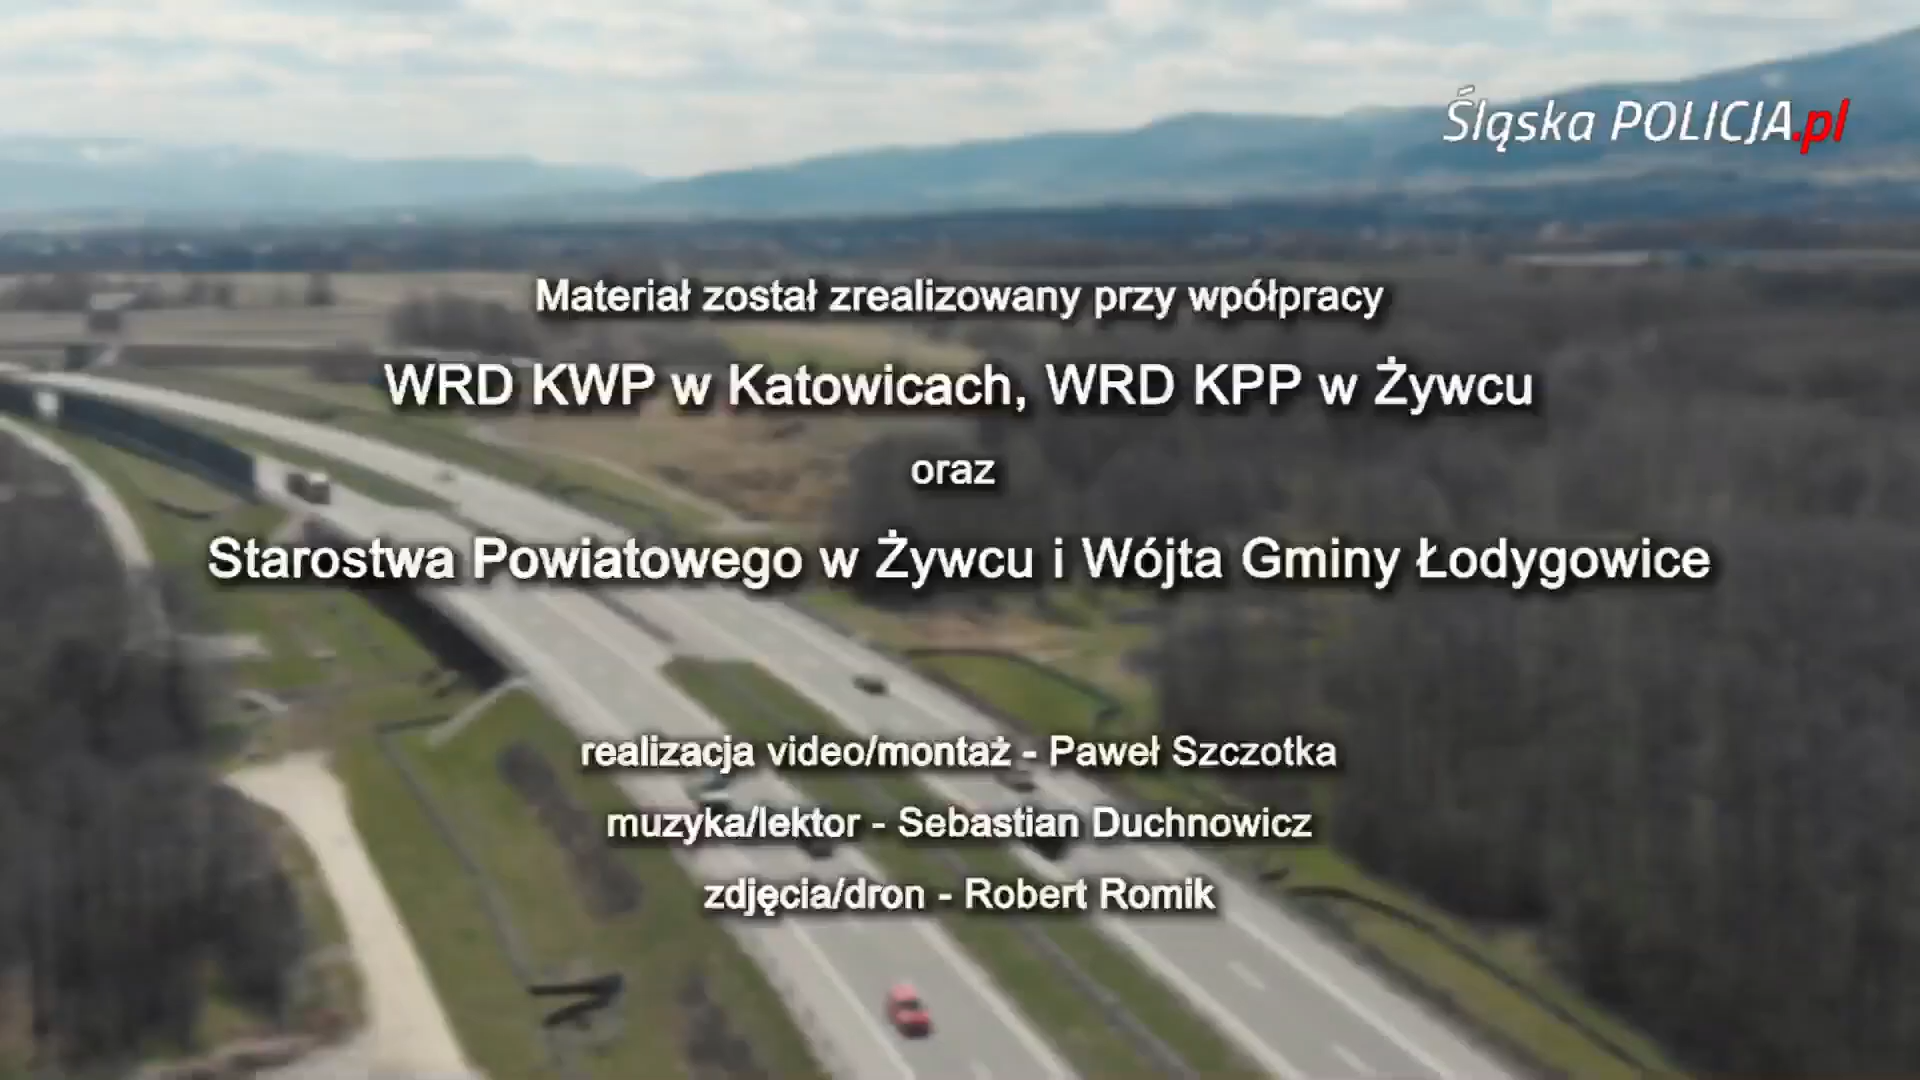 Śląska POLICJA.pl
Materiał został zrealizowany przy wpółpracy
WRD KWP w Katowicach, WRD KPP w Żywcu
oraz
Starostwa Powiatowego w Żywcu i Wójta Gminy Łodygowice
realizacja video/montaż - Paweł Szczotka
muzyka/lektor - Sebastian Duchnowicz
zdjęcia/dron - Robert Romik